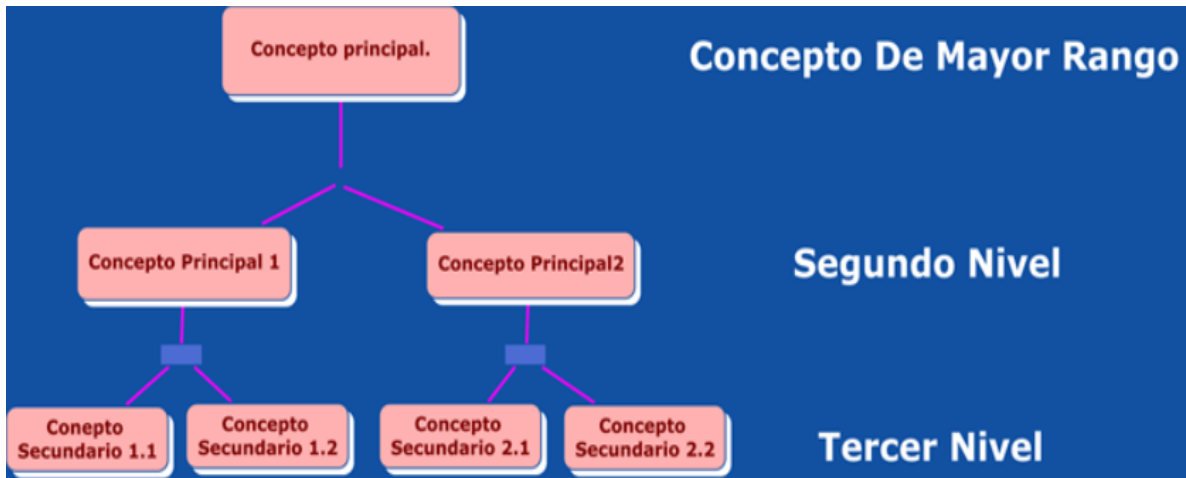 Concepto principal.
Concepto De Mayor Rango
Concepto Principal 1
Concepto Principal2
Segundo Nivel
Conepto
Secundario 1.1
Concepto
Secundario 1.2
Concepto
Secundario 2.1
Concepto
Secundario 2.2
Tercer Nivel